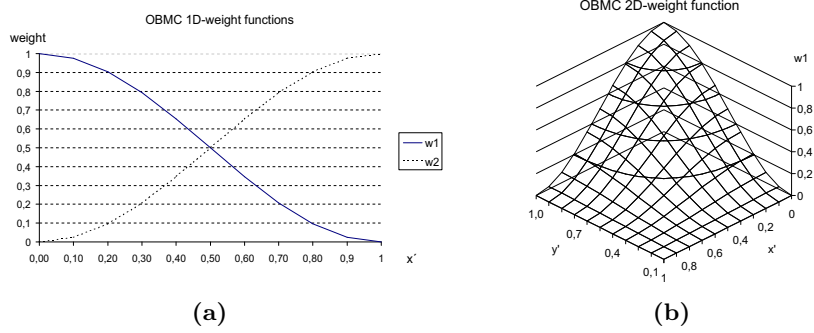 OBMC 1D-weight functions
weight
1
0,9
0,8
0,7
0,6
0,5
0,4
0,3
0,2
0,1
0
0,00 0,10 0,20 0,30 0,40 0,50 0,60 0,70 0,80 0,9 1
x´
w1
w2
(a)
OBMC 2D-weight function
w1
1
0,8
0,6
0,4
0,2
0
1,0
0,7
0,4
0,1
y'
0
0,2
0,4
0,6
0,8
1
x'
(b)